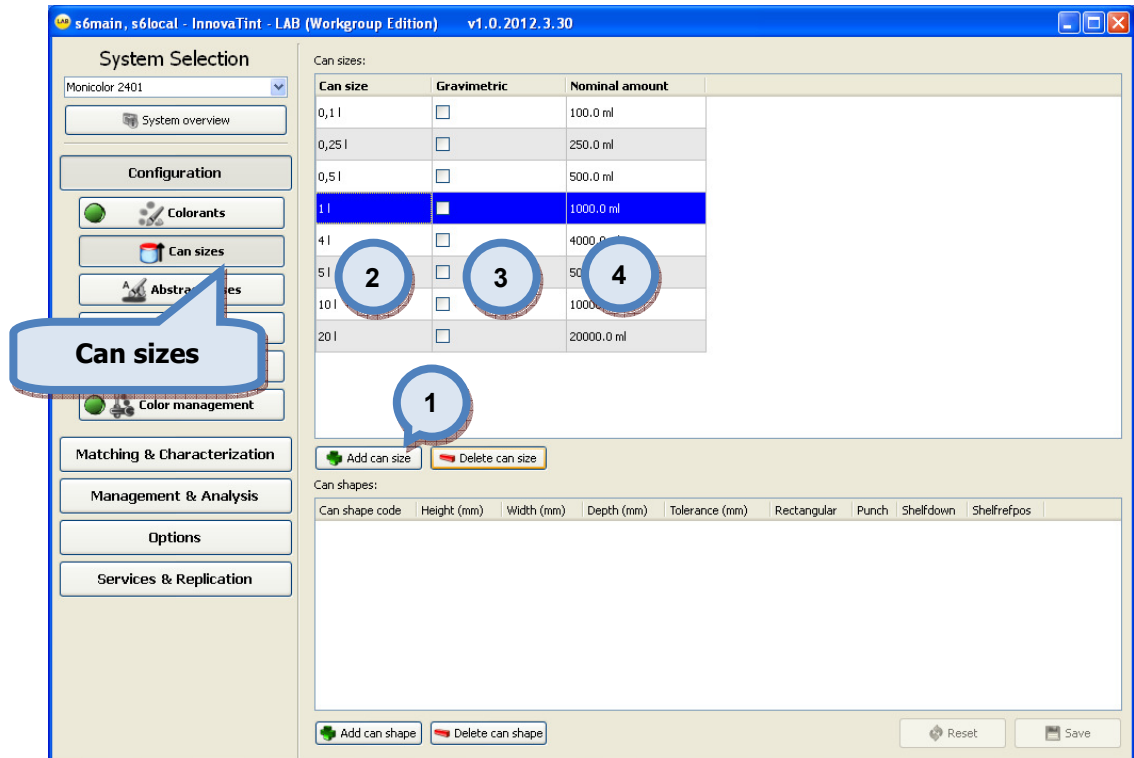 s6main, s6local - InnovaTint - LAB (Workgroup Edition) v1.0.2012.3.30
System Selection
Monicolor 2401
System overview
Configuration
Colorants
Can sizes
Can sizes
Color management
Matching & Characterization
Management & Analysis
Options
Services & Replication
Can sizes:
Can size Gravimetric Nominal amount
0,1 l 100.0 ml
0,25 l 250.0 ml
0,5 l 500.0 ml
1 l 1000.0 ml
4 l
5 l
10 l
20 l 20000.0 ml
2 3 4
1
Add can size Delete can size
Can shapes:
Can shape code Height (mm) Width (mm) Depth (mm) Tolerance (mm) Rectangular Punch Shelfdown Shelfrefpos
Add can shape Delete can shape Reset Save